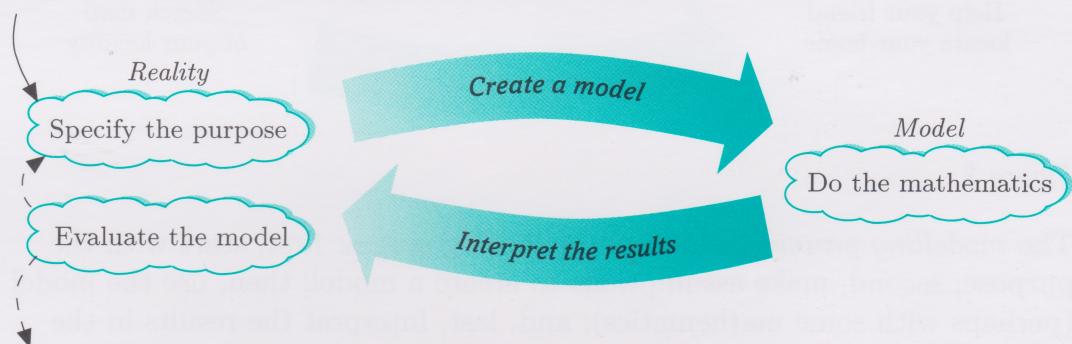 Reality
Create a model
Specify the purpose
Model
Do the mathematics
Evaluate the model
Interpret the results